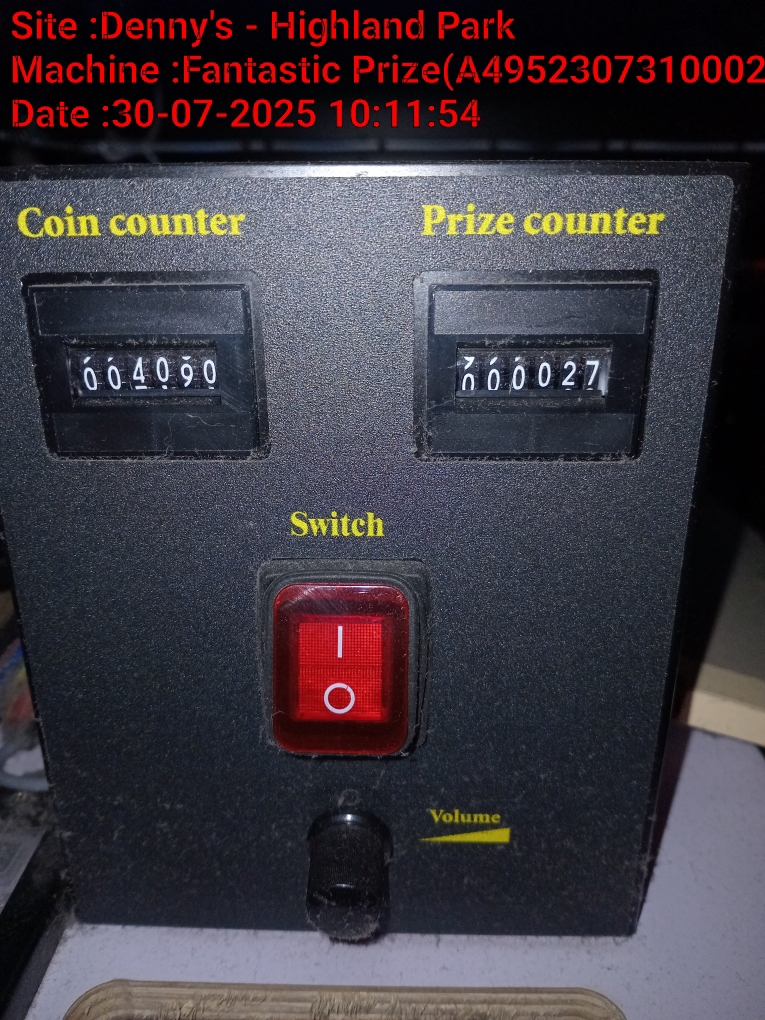 Site :Denny's - Highland Park
Machine :Fantastic Prize(A4952307310002
Date :30-07-2025 10:11:54
Coin counter
Prize counter
004090
000027
Switch
I
O
Volume